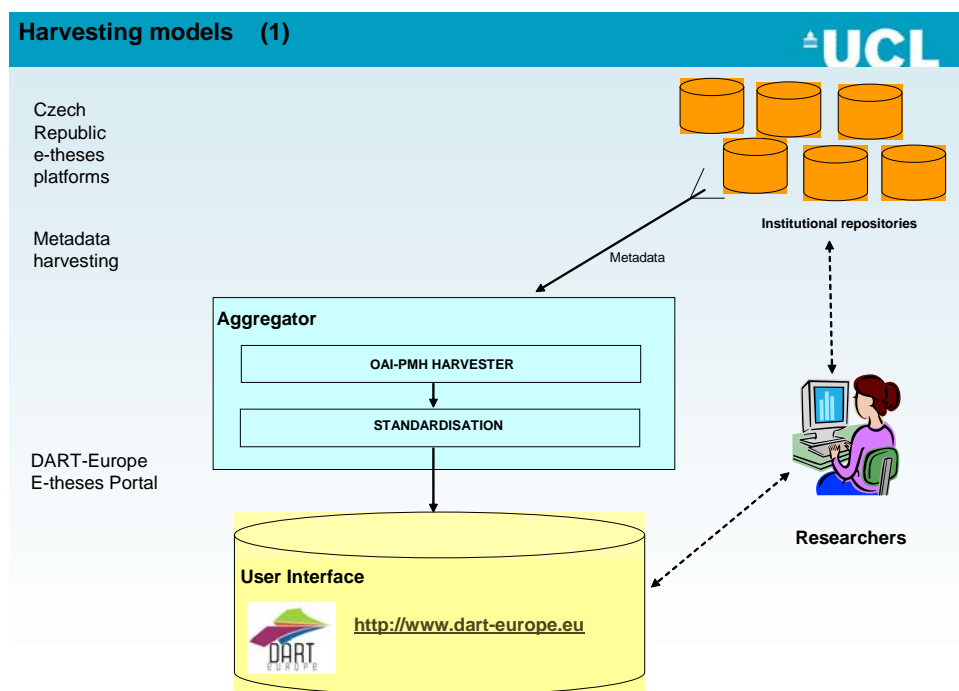 Harvesting models (1)
UCL
Czech
Republic
e-theses
platforms
Institutional repositories
Metadata
harvesting
Metadata
Aggregator
OAI-PMH HARVESTER
STANDARDISATION
DART-Europe
E-theses Portal
Researchers
User Interface
http://www.dart-europe.eu
DART
europe